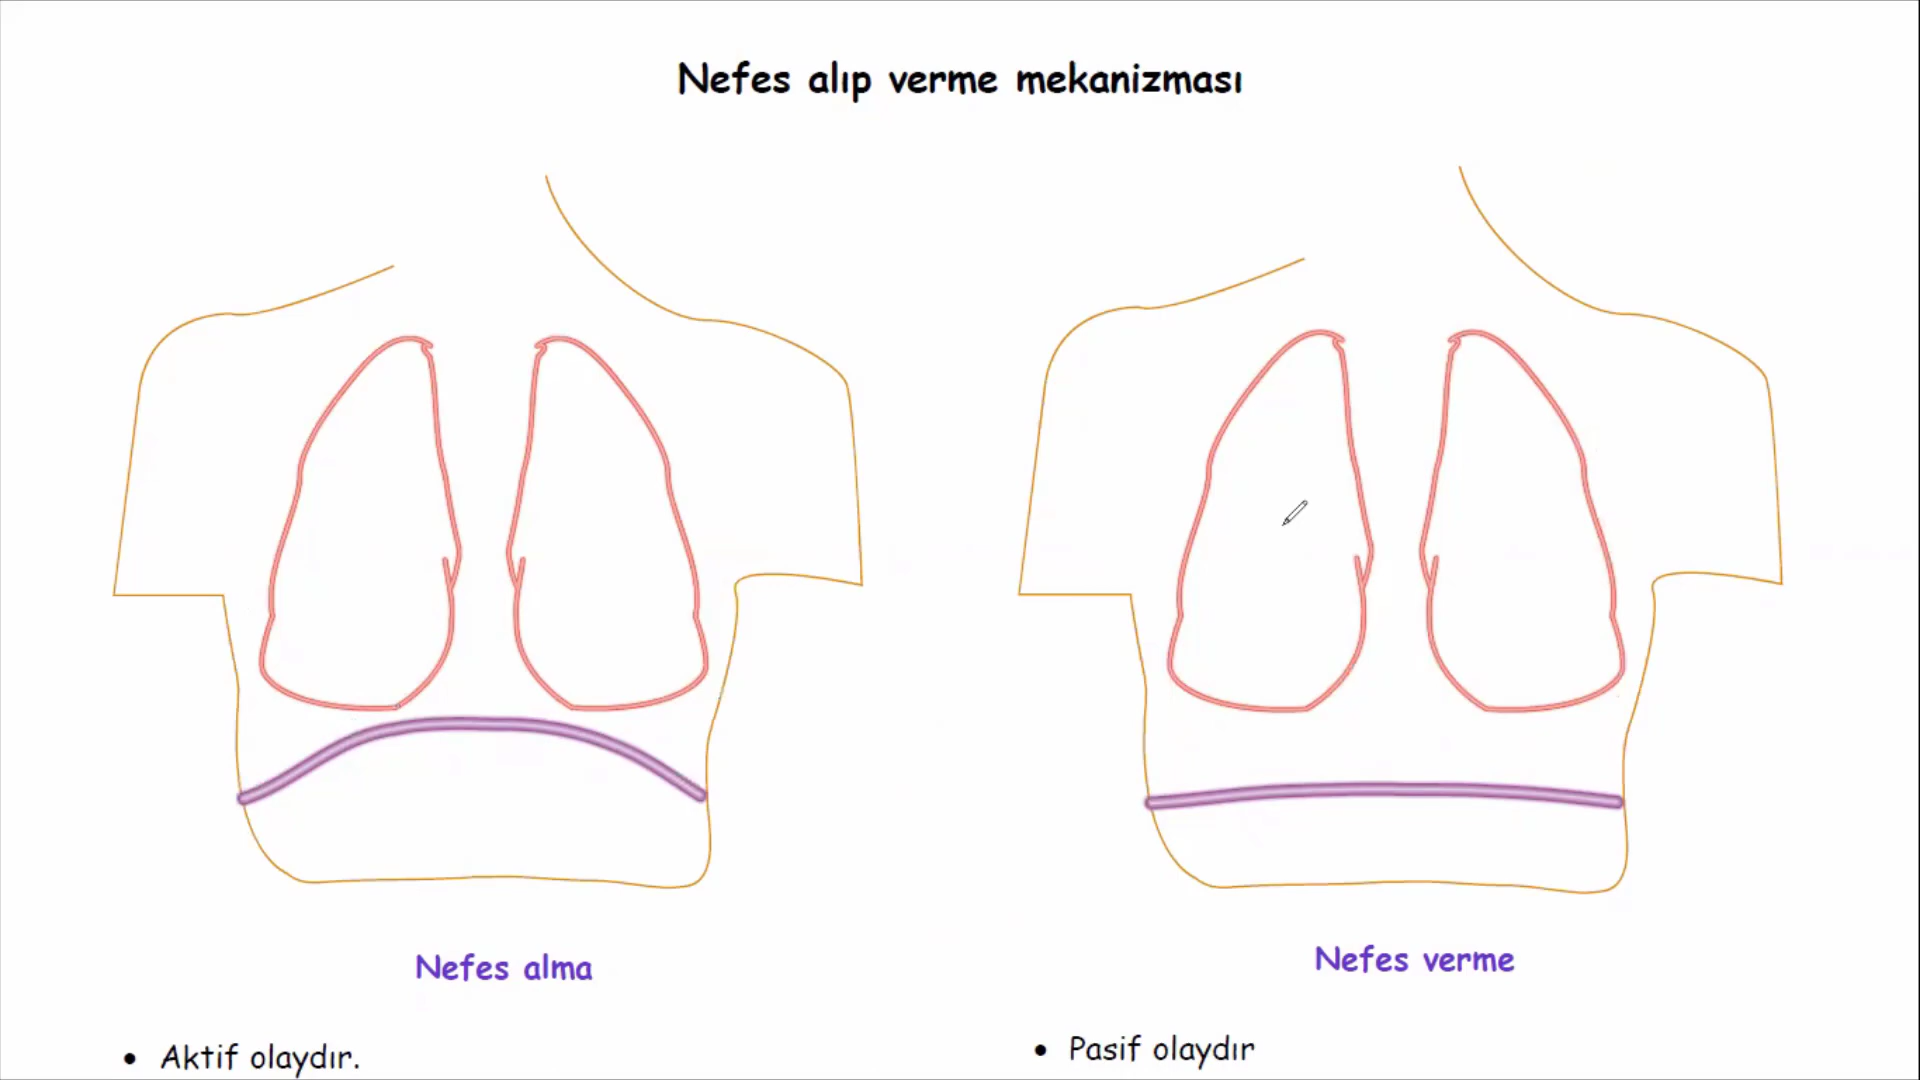 Nefes alıp verme mekanizması
Nefes alma
Nefes verme
• Aktif olaydır.
• Pasif olaydır